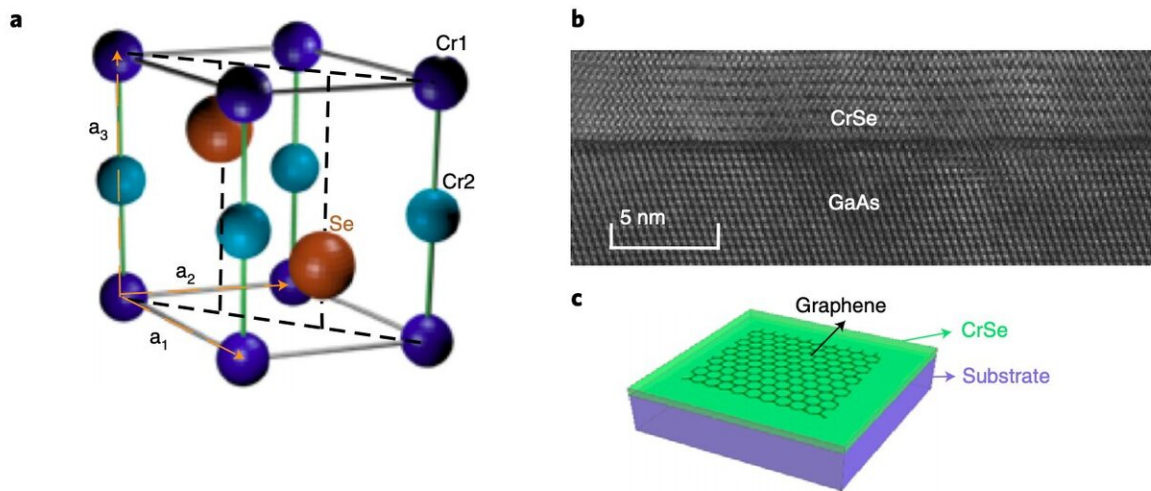 a
Cr1
a3
Cr2
Se
a2
a1
b
CrSe
GaAs
5 nm
c
Graphene
CrSe
Substrate